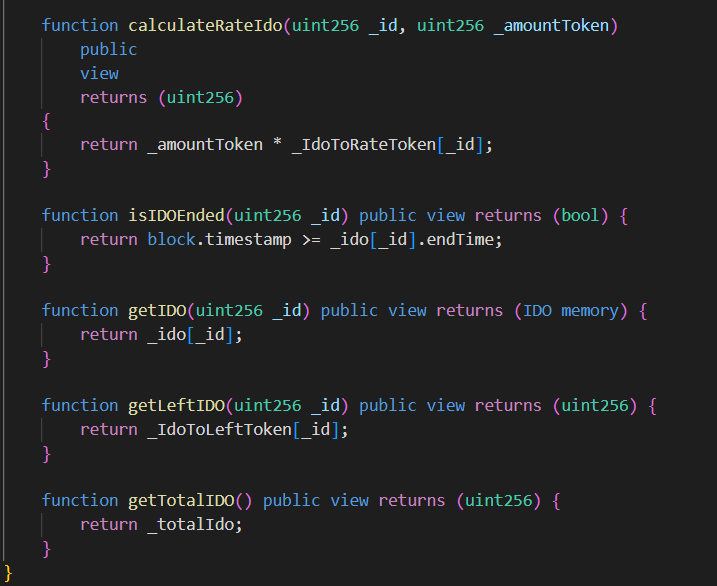 function calculateRateIdo(uint256 _id, uint256 _amountToken)
public
view
returns (uint256)
{
return _amountToken * _IdoToRateToken[_id];
}
function isIDOEnded(uint256 _id) public view returns (bool) {
return block.timestamp >= _ido[_id].endTime;
}
function getIDO(uint256 _id) public view returns (IDO memory) {
return _ido[_id];
}
function getLeftIDO(uint256 _id) public view returns (uint256) {
return _IdoToLeftToken[_id];
}
function getTotalIDO() public view returns (uint256) {
return _totalIdo;
}
}